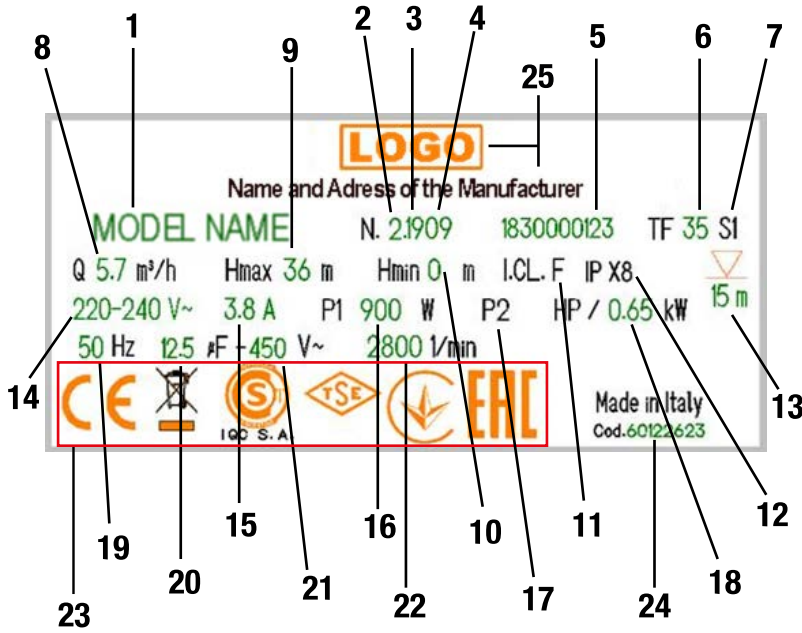 1 2 3 4 5 6 7
8 9 25
LOGO
Name and Adress of the Manufacturer
MODEL NAME N. 2.1909 1830000123 TF 35 S1
Q 5.7 m³/h Hmax 36 m Hmin 0 m I.CL. F IP X8
220-240 V~ 3.8 A P1 900 W P2 HP / 0.65 kW 15 m
50 Hz 12.5 µF - 450 V~ 2800 1/min
14 13
CE S TSE EAC
IQC S.A.
Made in Italy
Cod.60122623
19 20 15 21 16 22 10 17 11 18 12
23 24